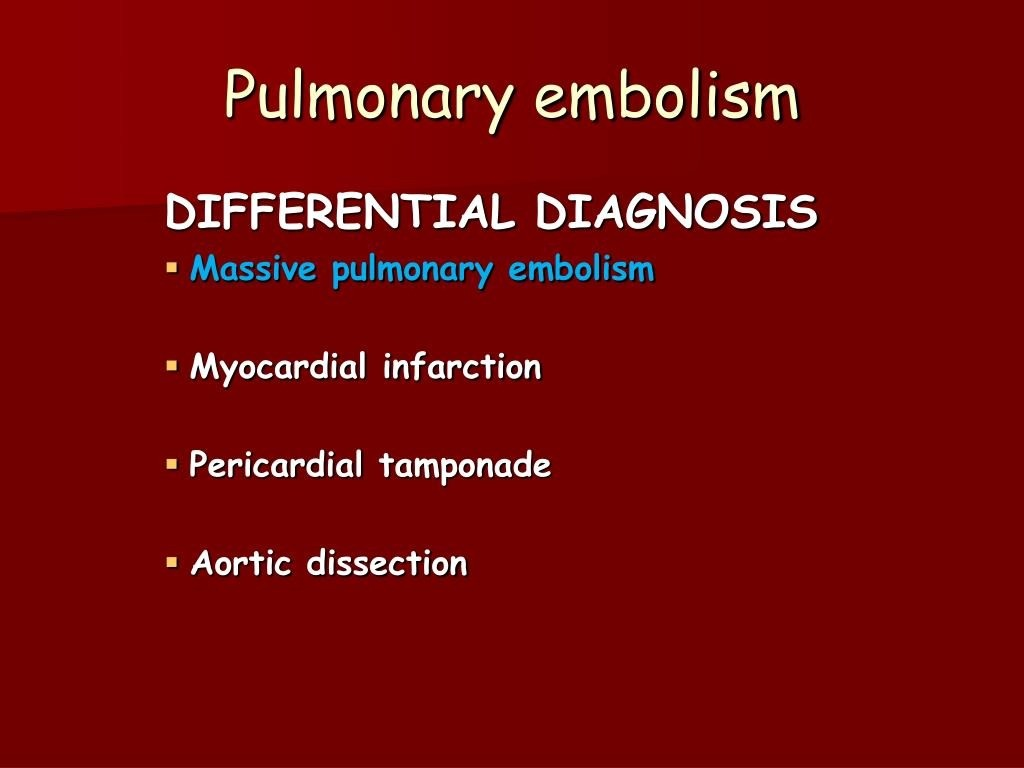 Pulmonary embolism
DIFFERENTIAL DIAGNOSIS
▪ Massive pulmonary embolism
▪ Myocardial infarction
▪ Pericardial tamponade
▪ Aortic dissection